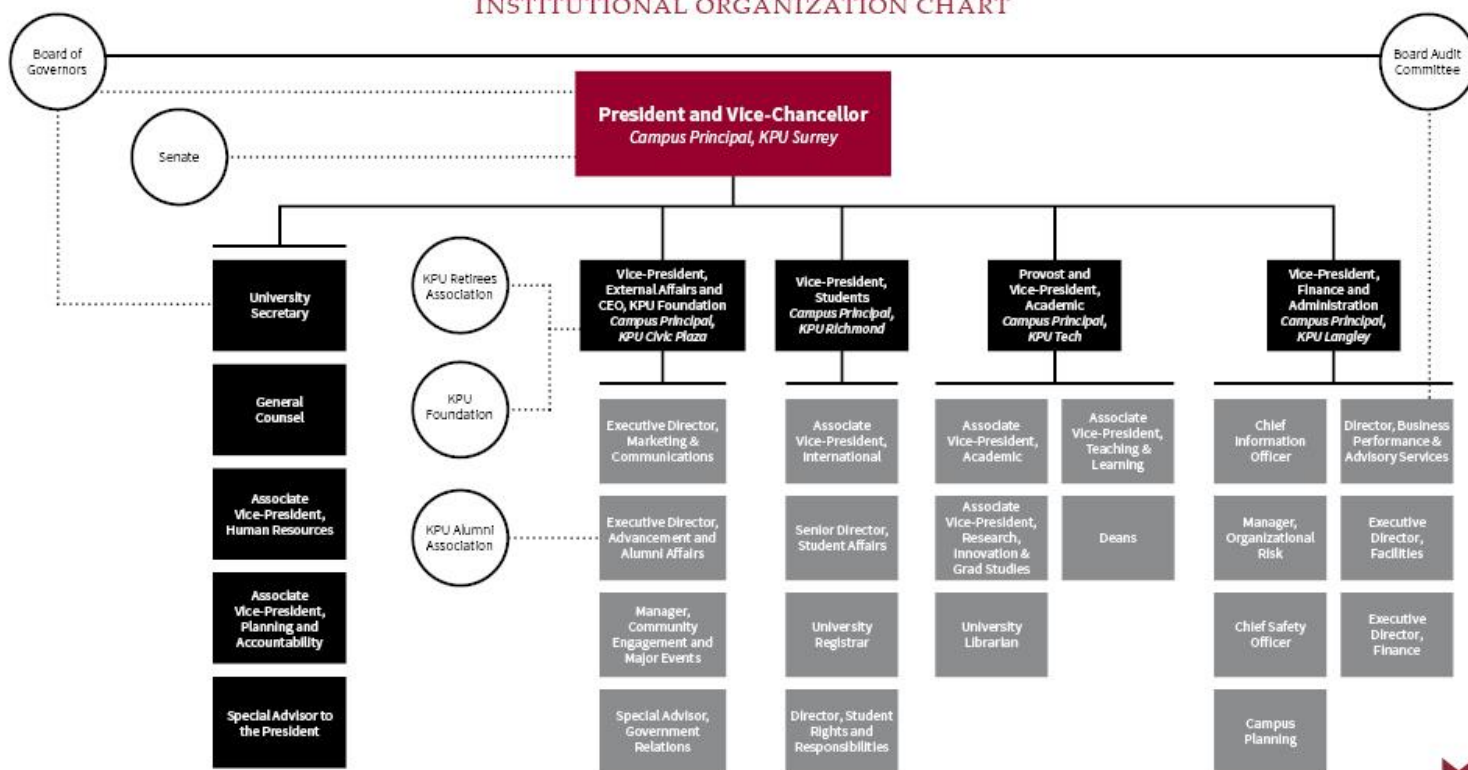 INSTITUTIONAL ORGANIZATION CHART
Board of
Governors
Board Audit
Committee
President and Vice-Chancellor
Campus Principal, KPU Surrey
Senate
University
Secretary
General
Counsel
Associate
Vice-President,
Human Resources
Associate
Vice-President,
Planning and
Accountability
Special Advisor to
the President
KPU Retirees
Association
KPU
Foundation
KPU Alumni
Association
Vice-President,
External Affairs and
CEO, KPU Foundation
Campus Principal,
KPU Civic Plaza
Executive Director,
Marketing &
Communications
Executive Director,
Advancement and
Alumni Affairs
Manager,
Community
Engagement and
Major Events
Special Advisor,
Government
Relations
Vice-President,
Students
Campus Principal,
KPU Richmond
Associate
Vice-President,
International
Senior Director,
Student Affairs
University
Registrar
Director, Student
Rights and
Responsibilities
Provost and
Vice-President,
Academic
Campus Principal,
KPU Tech
Associate
Vice-President,
Academic
Associate
Vice-President,
Research,
Innovation &
Grad Studies
University
Librarian
Associate
Vice-President,
Teaching &
Learning
Deans
Vice-President,
Finance and
Administration
Campus Principal,
KPU Langley
Chief
Information
Officer
Manager,
Organizational
Risk
Chief Safety
Officer
Campus
Planning
Director, Business
Performance &
Advisory Services
Executive
Director,
Facilities
Executive
Director,
Finance